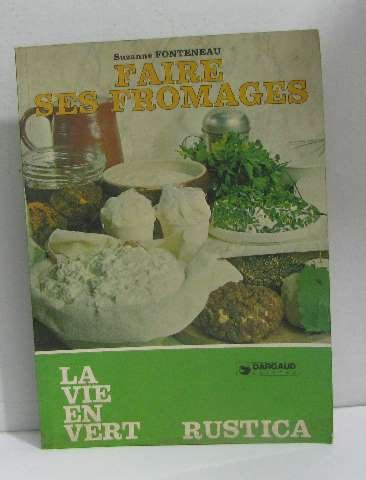 Suzanne FONTENEAU
FAIRE
SES FROMAGES
DARGAUD
LA
VIE
EN
VERT
RUSTICA